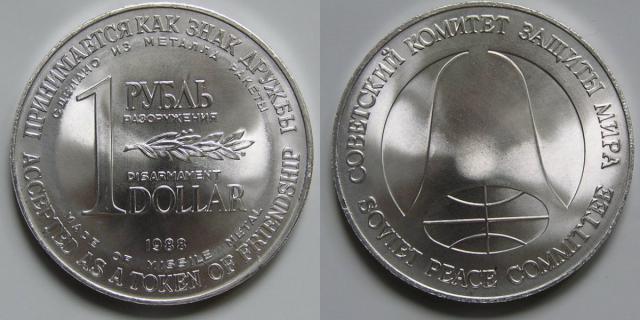 ПРИНИМАЕТСЯ КАК ЗНАК ДРУЖБЫ
СДЕЛАНО ИЗ МЕТАЛЛА РАКЕТЫ
1
РУБЛЬ
РАЗОРУЖЕНИЯ
DISARMAMENT
DOLLAR
1988
MADE OF MISSILE METAL
ACCEPTED AS A TOKEN OF FRIENDSHIP
СОВЕТСКИЙ КОМИТЕТ ЗАЩИТЫ МИРА
SOVIET PEACE COMMITTEE